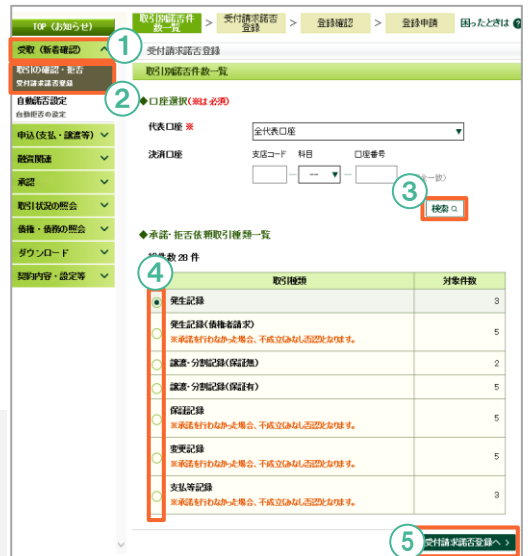 TOP（お知らせ）
取引別諾否件数一覧 > 受付請求諾否登録 > 登録確認 > 登録申請 困ったときは
受取（新着確認）
①
取引の確認・拒否
受付請求諾否登録
自動諾否設定
自動拒否の設定
申込(支払・譲渡等)
融資関連
承認
取引状況の照会
債権・債務の照会
ダウンロード
契約内容・設定等
受付請求諾否登録
取引別諾否件数一覧
②
◆口座選択(※は必須)
代表口座 ※
全代表口座
決済口座
支店コード 科目 口座番号
-- 
一致)
③
検索
◆承諾・拒否依頼取引種類一覧
件数 28 件
④
取引種類 対象件数
発生記録 3
発生記録(債権者請求) 5
※承諾を行わなかった場合、不成立(みなし否認)となります。
譲渡・分割記録(保証無) 2
譲渡・分割記録(保証有) 5
保証記録 5
※承諾を行わなかった場合、不成立(みなし否認)となります。
変更記録 5
※承諾を行わなかった場合、不成立(みなし否認)となります。
支払等記録 3
※承諾を行わなかった場合、不成立(みなし否認)となります。
⑤
受付請求諾否登録へ >